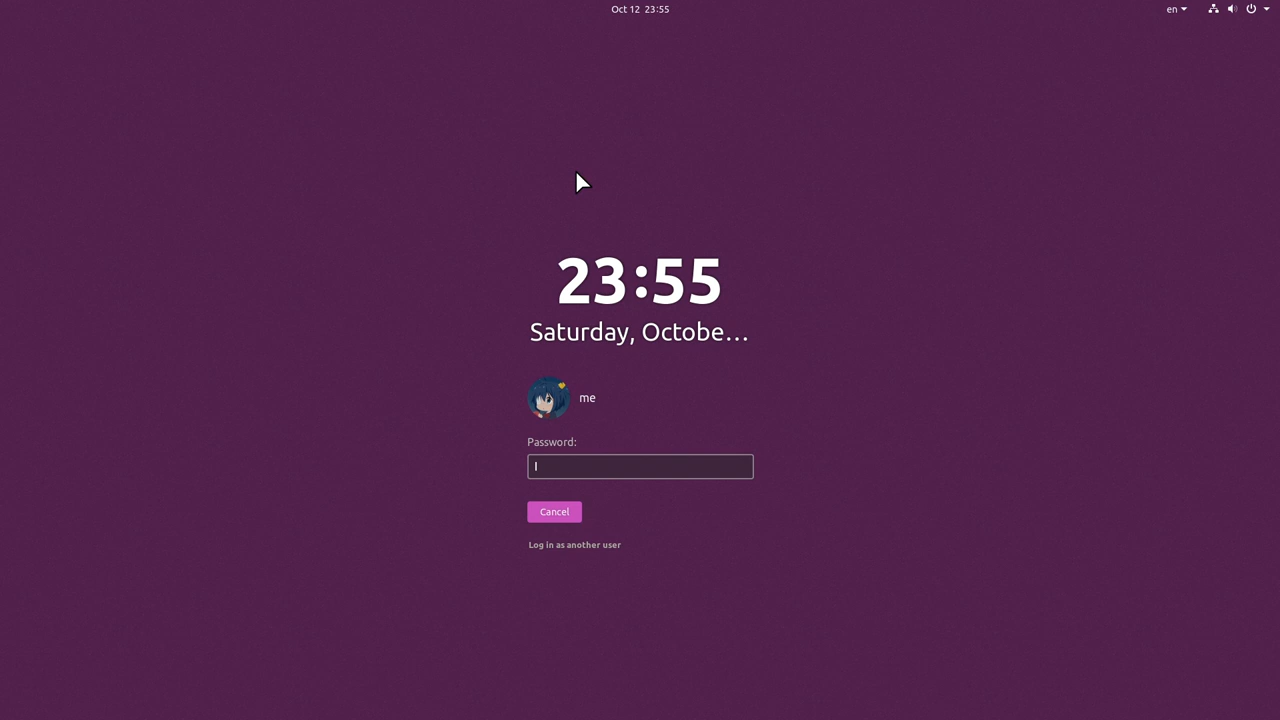 Oct 12 23:55
en
23:55
Saturday, Octobe…
me
Password:
Cancel
Log in as another user